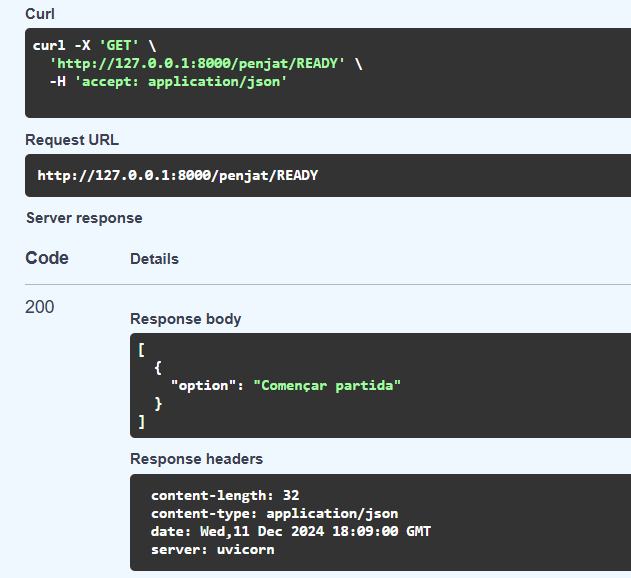 Curl
curl -X 'GET' \
  'http://127.0.0.1:8000/penjat/READY' \
  -H 'accept: application/json'
Request URL
http://127.0.0.1:8000/penjat/READY
Server response
Code Details
200
Response body
[
  {
    "option": "Començar partida"
  }
]
Response headers
content-length: 32
content-type: application/json
date: Wed,11 Dec 2024 18:09:00 GMT
server: uvicorn